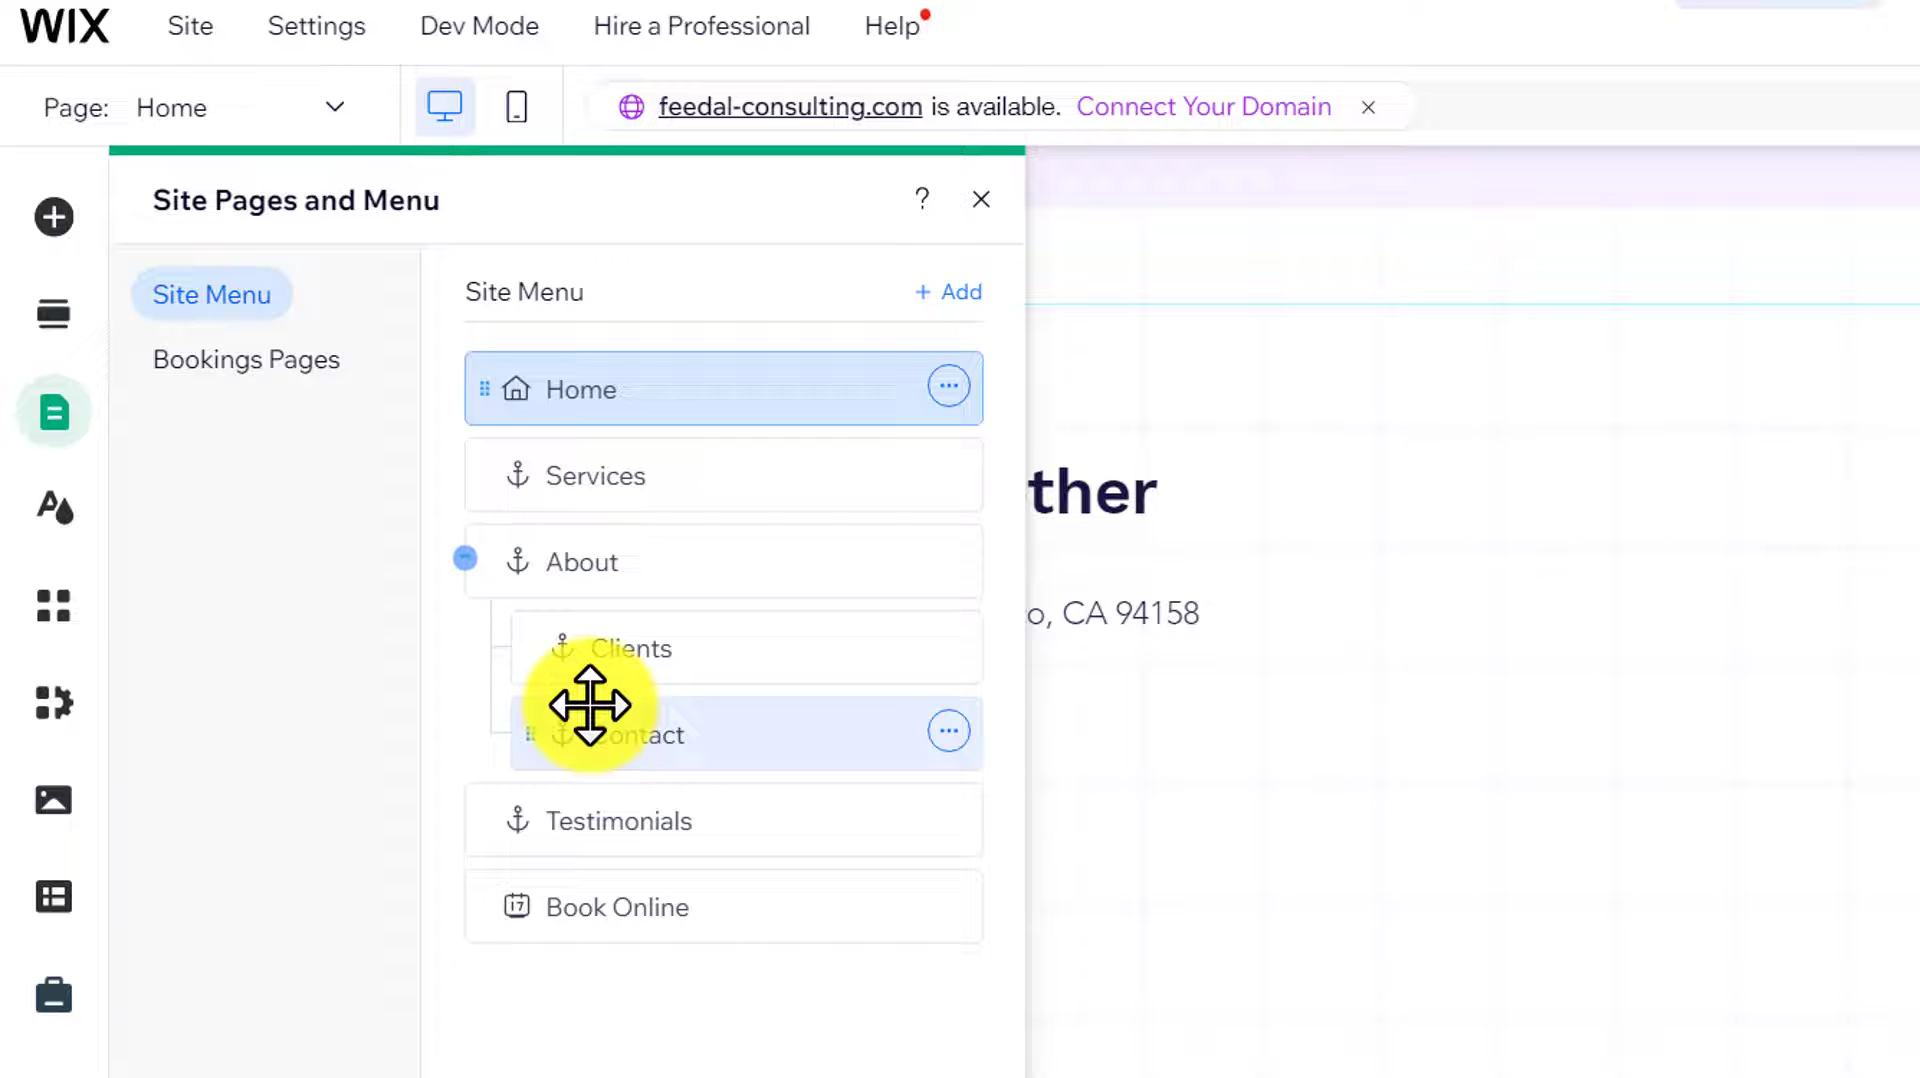 WIX
Site
Settings
Dev Mode
Hire a Professional
Help
Page: Home
feedal-consulting.com is available. Connect Your Domain
Site Pages and Menu
?
Site Menu
Bookings Pages
Site Menu
+ Add
Home
Services
About
Clients
Contact
Testimonials
17 Book Online
ther
o, CA 94158